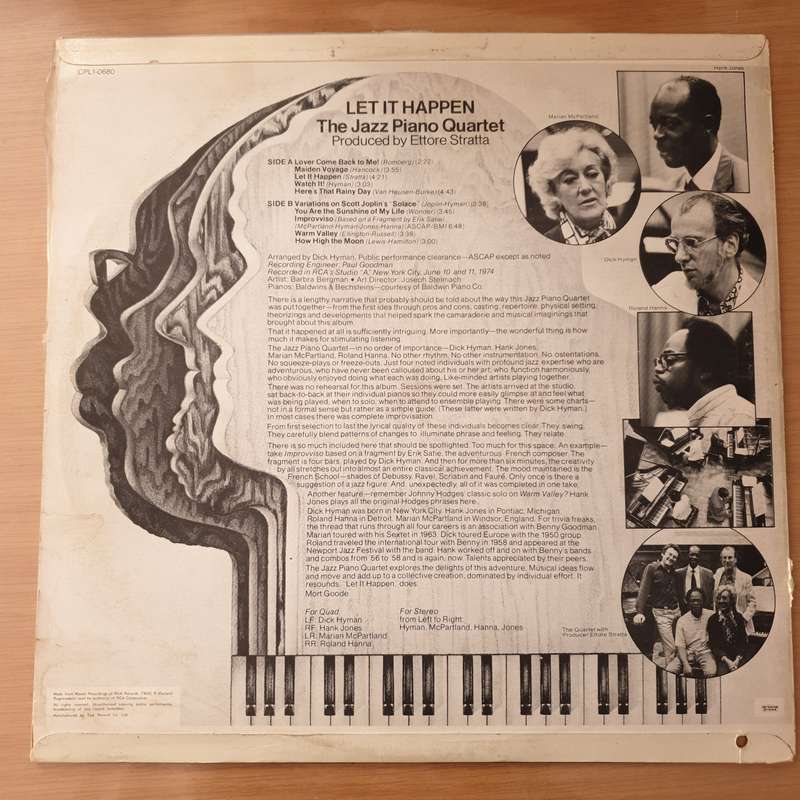 CPL1-0680
Hank Jones
LET IT HAPPEN
The Jazz Piano Quartet
Produced by Ettore Stratta
Marian McPartland
SIDE A Lover Come Back to Me! (Romberg) (2:22)
Maiden Voyage (Hancock) (3:55)
Let It Happen (Stratta) (4:21)
Watch It! (Hyman) (3:03)
Here's That Rainy Day (Van Heusen-Burke) (4:43)
SIDE B Variations on Scott Joplin's "Solace" (Joplin-Hyman)
You Are the Sunshine of My Life (Wonder) (3:45)
Improvviso (Based on a Fragment by Erik Satie)
(McPartland-Hyman-Jones-Hanna) (ASCAP-BMI 6:48)
Warm Valley (Ellington-Russell) (3:38)
How High the Moon (Lewis-Hamilton) (3:00)
Dick Hyman
Arranged by Dick Hyman, Public performance clearance—ASCAP except as noted
Recording Engineer: Paul Goodman
Recorded in RCA's Studio "A," New York City, June 10 and 11, 1974
Artist: Barbra Bergman • Art Director: Joseph Stelmach
Pianos: Baldwins & Bechsteins—courtesy of Baldwin Piano Co.
Roland Hanna
There is a lengthy narrative that probably should be told about the way this Jazz Piano Quartet
was put together—from the first idea through pros and cons, casting, repertoire, physical setting,
theorizings and developments that helped spark the camaraderie and musical imaginings that
brought about this album.
That it happened at all is sufficiently intriguing. More importantly—the wonderful thing is how
much it makes for stimulating listening.
The Jazz Piano Quartet—in no order of importance—Dick Hyman, Hank Jones,
Marian McPartland, Roland Hanna. No other rhythm. No other instrumentation. No ostentations.
No squeeze-plays or freeze-outs. Just four noted individuals with profound jazz expertise who are
adventurous, who have never been calloused about his or her art, who function harmoniously,
who obviously enjoyed doing what each was doing. Like-minded artists playing together.
There was no rehearsal for this album. Sessions were set. The artists arrived at the studio,
sat back-to-back at their individual pianos so they could more easily glimpse at and feel what
was being played, when to solo, when to attend to ensemble playing. There were some charts—
not in a formal sense but rather as a simple guide. (These latter were written by Dick Hyman.)
In most cases there was complete improvisation.
From first selection to last the lyrical quality of these individuals becomes clear. They swing.
They carefully blend patterns of changes to illuminate phrase and feeling. They relate.
There is so much included here that should be spotlighted. Too much for this space. An example—
take Improvviso based on a fragment by Erik Satie, the adventurous French composer. The
fragment is four bars, played by Dick Hyman. And then for more than six minutes, the creativity
by all stretches out into almost an entire classical achievement. The mood maintained is the
French School—shades of Debussy, Ravel, Scriabin and Fauré. Only once is there a
suggestion of a jazz figure. And, unexpectedly, all of it was completed in one take.
Another feature—remember Johnny Hodges' classic solo on Warm Valley? Hank
Jones plays all the original Hodges phrases here.
Dick Hyman was born in New York City. Hank Jones in Pontiac, Michigan.
Roland Hanna in Detroit. Marian McPartland in Windsor, England. For trivia freaks,
the thread that runs through all four careers is an association with Benny Goodman.
Marian toured with his Sextet in 1963. Dick toured Europe with the 1950 group.
Roland traveled the international tour with Benny in 1958 and appeared at the
Newport Jazz Festival with the band. Hank worked off and on with Benny's bands
and combos from '56 to '58 and is again, now. Talents appreciated by their peers.
The Jazz Piano Quartet explores the delights of this adventure. Musical ideas flow
and move and add up to a collective creation, dominated by individual effort. It
resounds. "Let It Happen" does.
Mort Goode
For Quad
LF: Dick Hyman
RF: Hank Jones
LR: Marian McPartland
RR: Roland Hanna
For Stereo
from Left to Right:
Hyman, McPartland, Hanna, Jones
The Quartet with
Producer Ettore Stratta